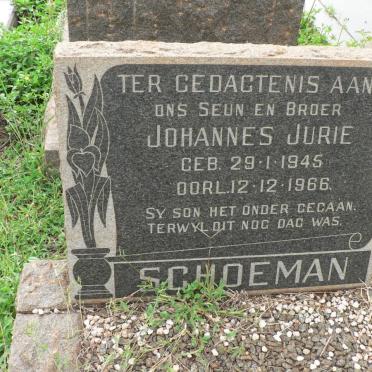 TER GEDACTENIS AAN
ONS SEUN EN BROER
JOHANNES JURIE
GEB. 29·1·1945
OORL. 12·12·1966.
SY SON HET ONDER GEGAAN.
TERWYL DIT NOG DAG WAS.
SCHOEMAN